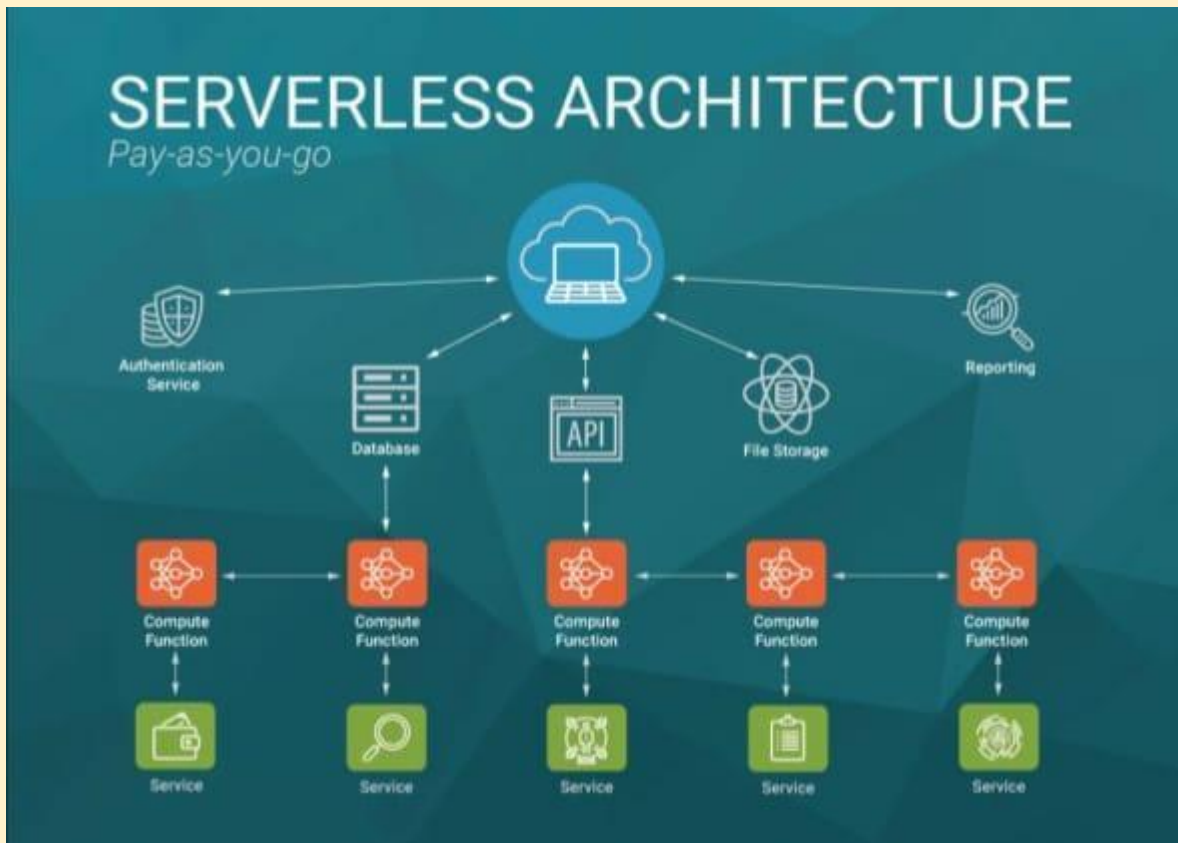 SERVERLESS ARCHITECTURE
Pay-as-you-go
Authentication
Service
Database
API
File Storage
Reporting
Compute
Function
Compute
Function
Compute
Function
Compute
Function
Compute
Function
Service
Service
Service
Service
Service